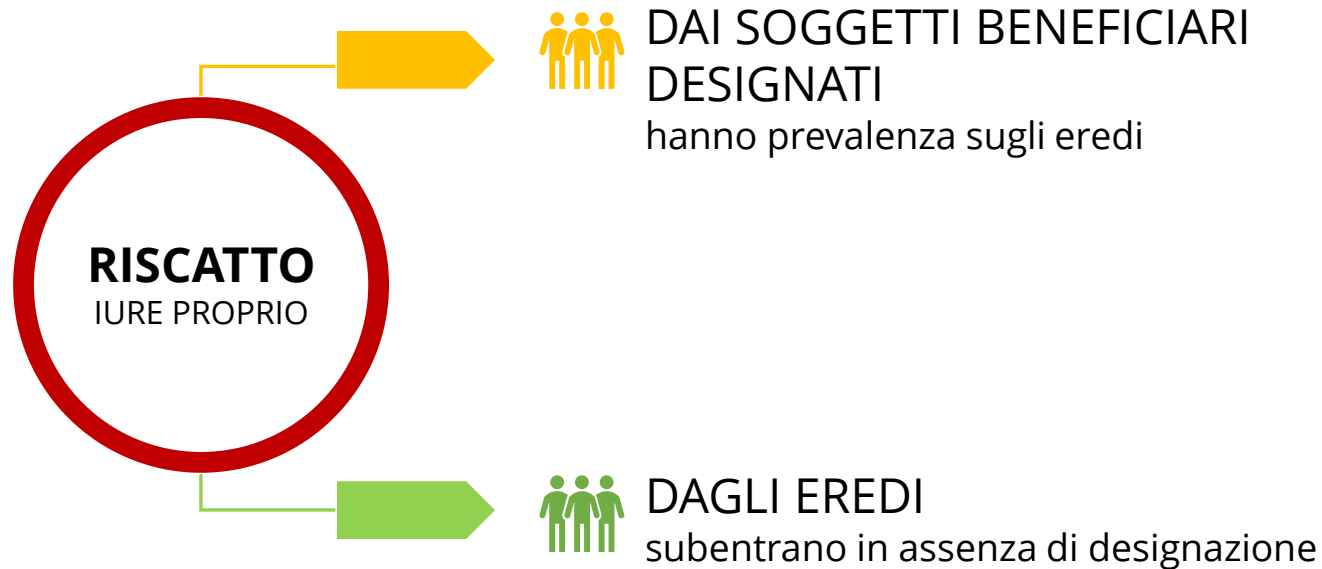 DAI SOGGETTI BENEFICIARI
DESIGNATI
hanno prevalenza sugli eredi
RISCATTO
IURE PROPRIO
DAGLI EREDI
subentrano in assenza di designazione